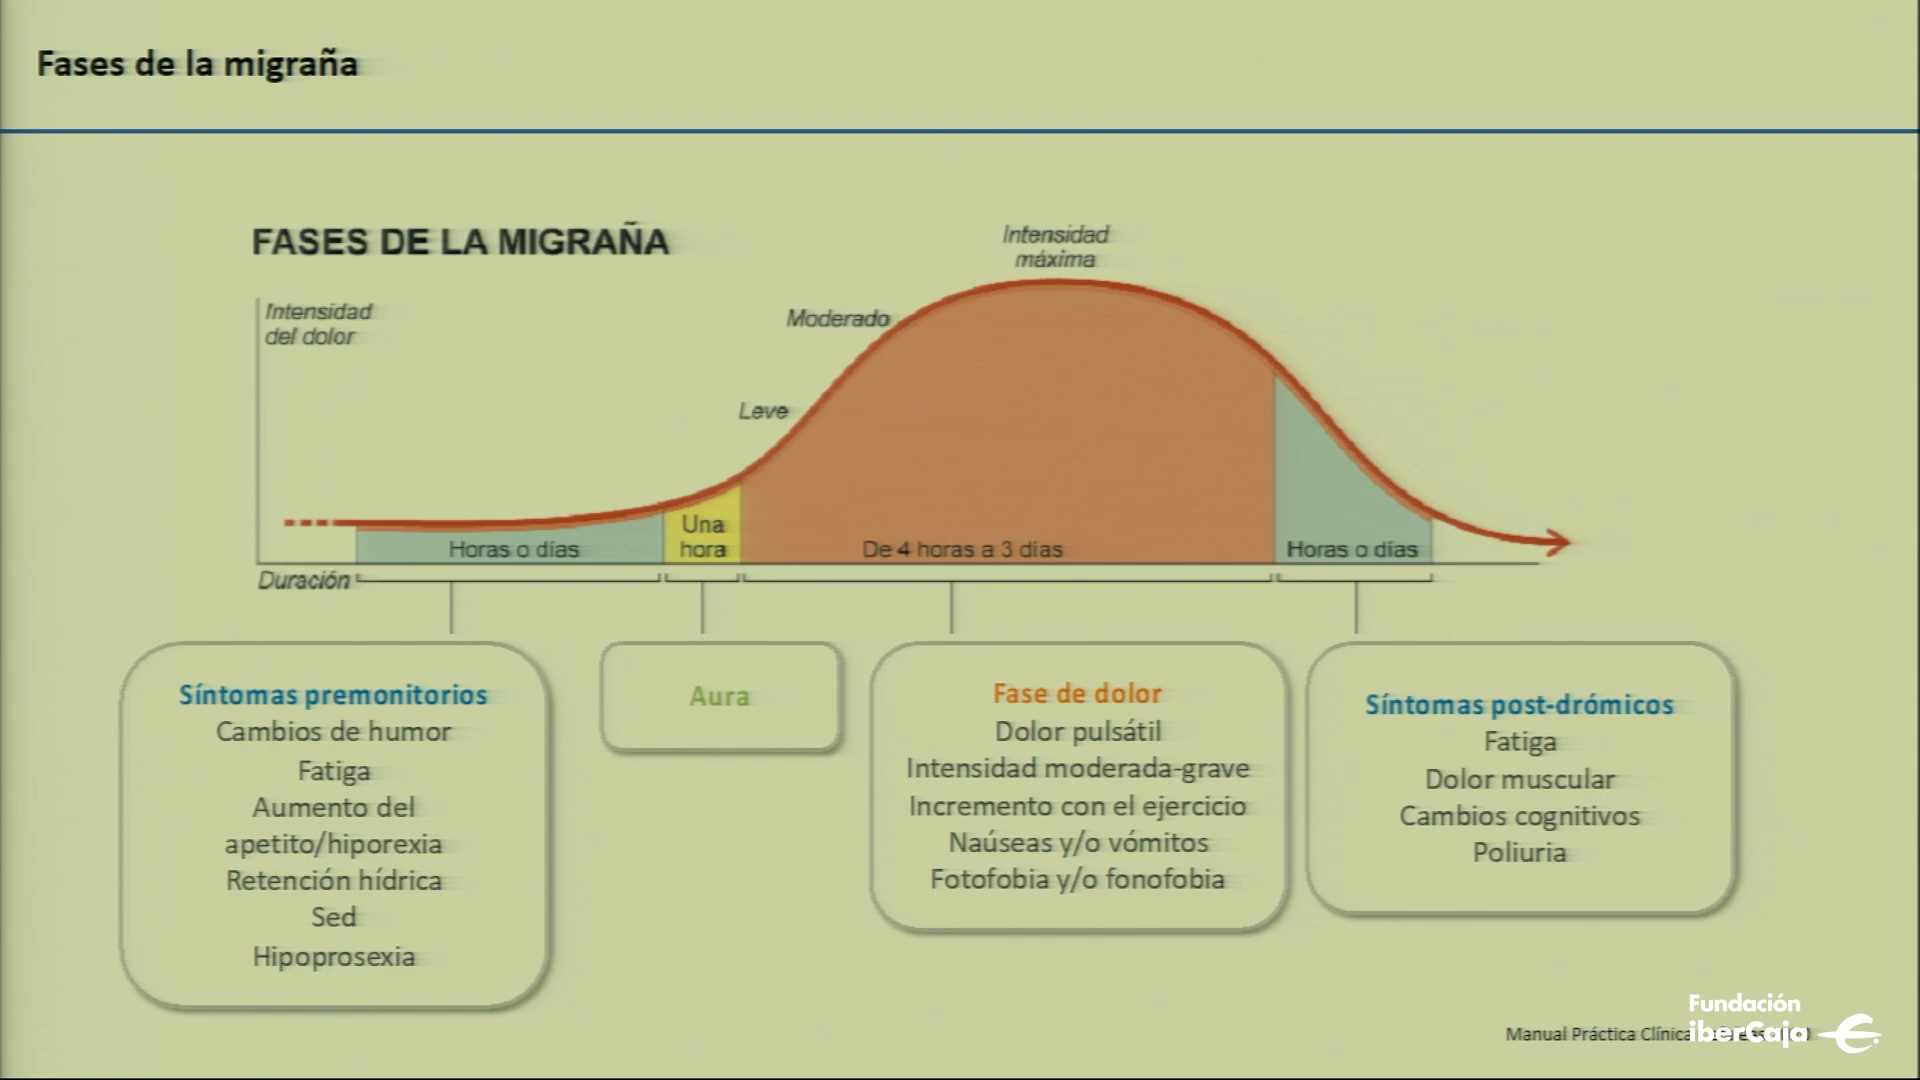 Fases de la migraña
FASES DE LA MIGRAÑA
Intensidad
máxima
Intensidad
del dolor
Moderado
Leve
Una
hora
Horas o días
De 4 horas a 3 días
Horas o días
Duración
Síntomas premonitorios
Cambios de humor
Fatiga
Aumento del
apetito/hiporexia
Retención hídrica
Sed
Hipoprosexia
Aura
Fase de dolor
Dolor pulsátil
Intensidad moderada-grave
Incremento con el ejercicio
Naúseas y/o vómitos
Fotofobia y/o fonofobia
Síntomas post-drómicos
Fatiga
Dolor muscular
Cambios cognitivos
Poliuria
Manual Práctica Clínica
Fundación
iberCaja